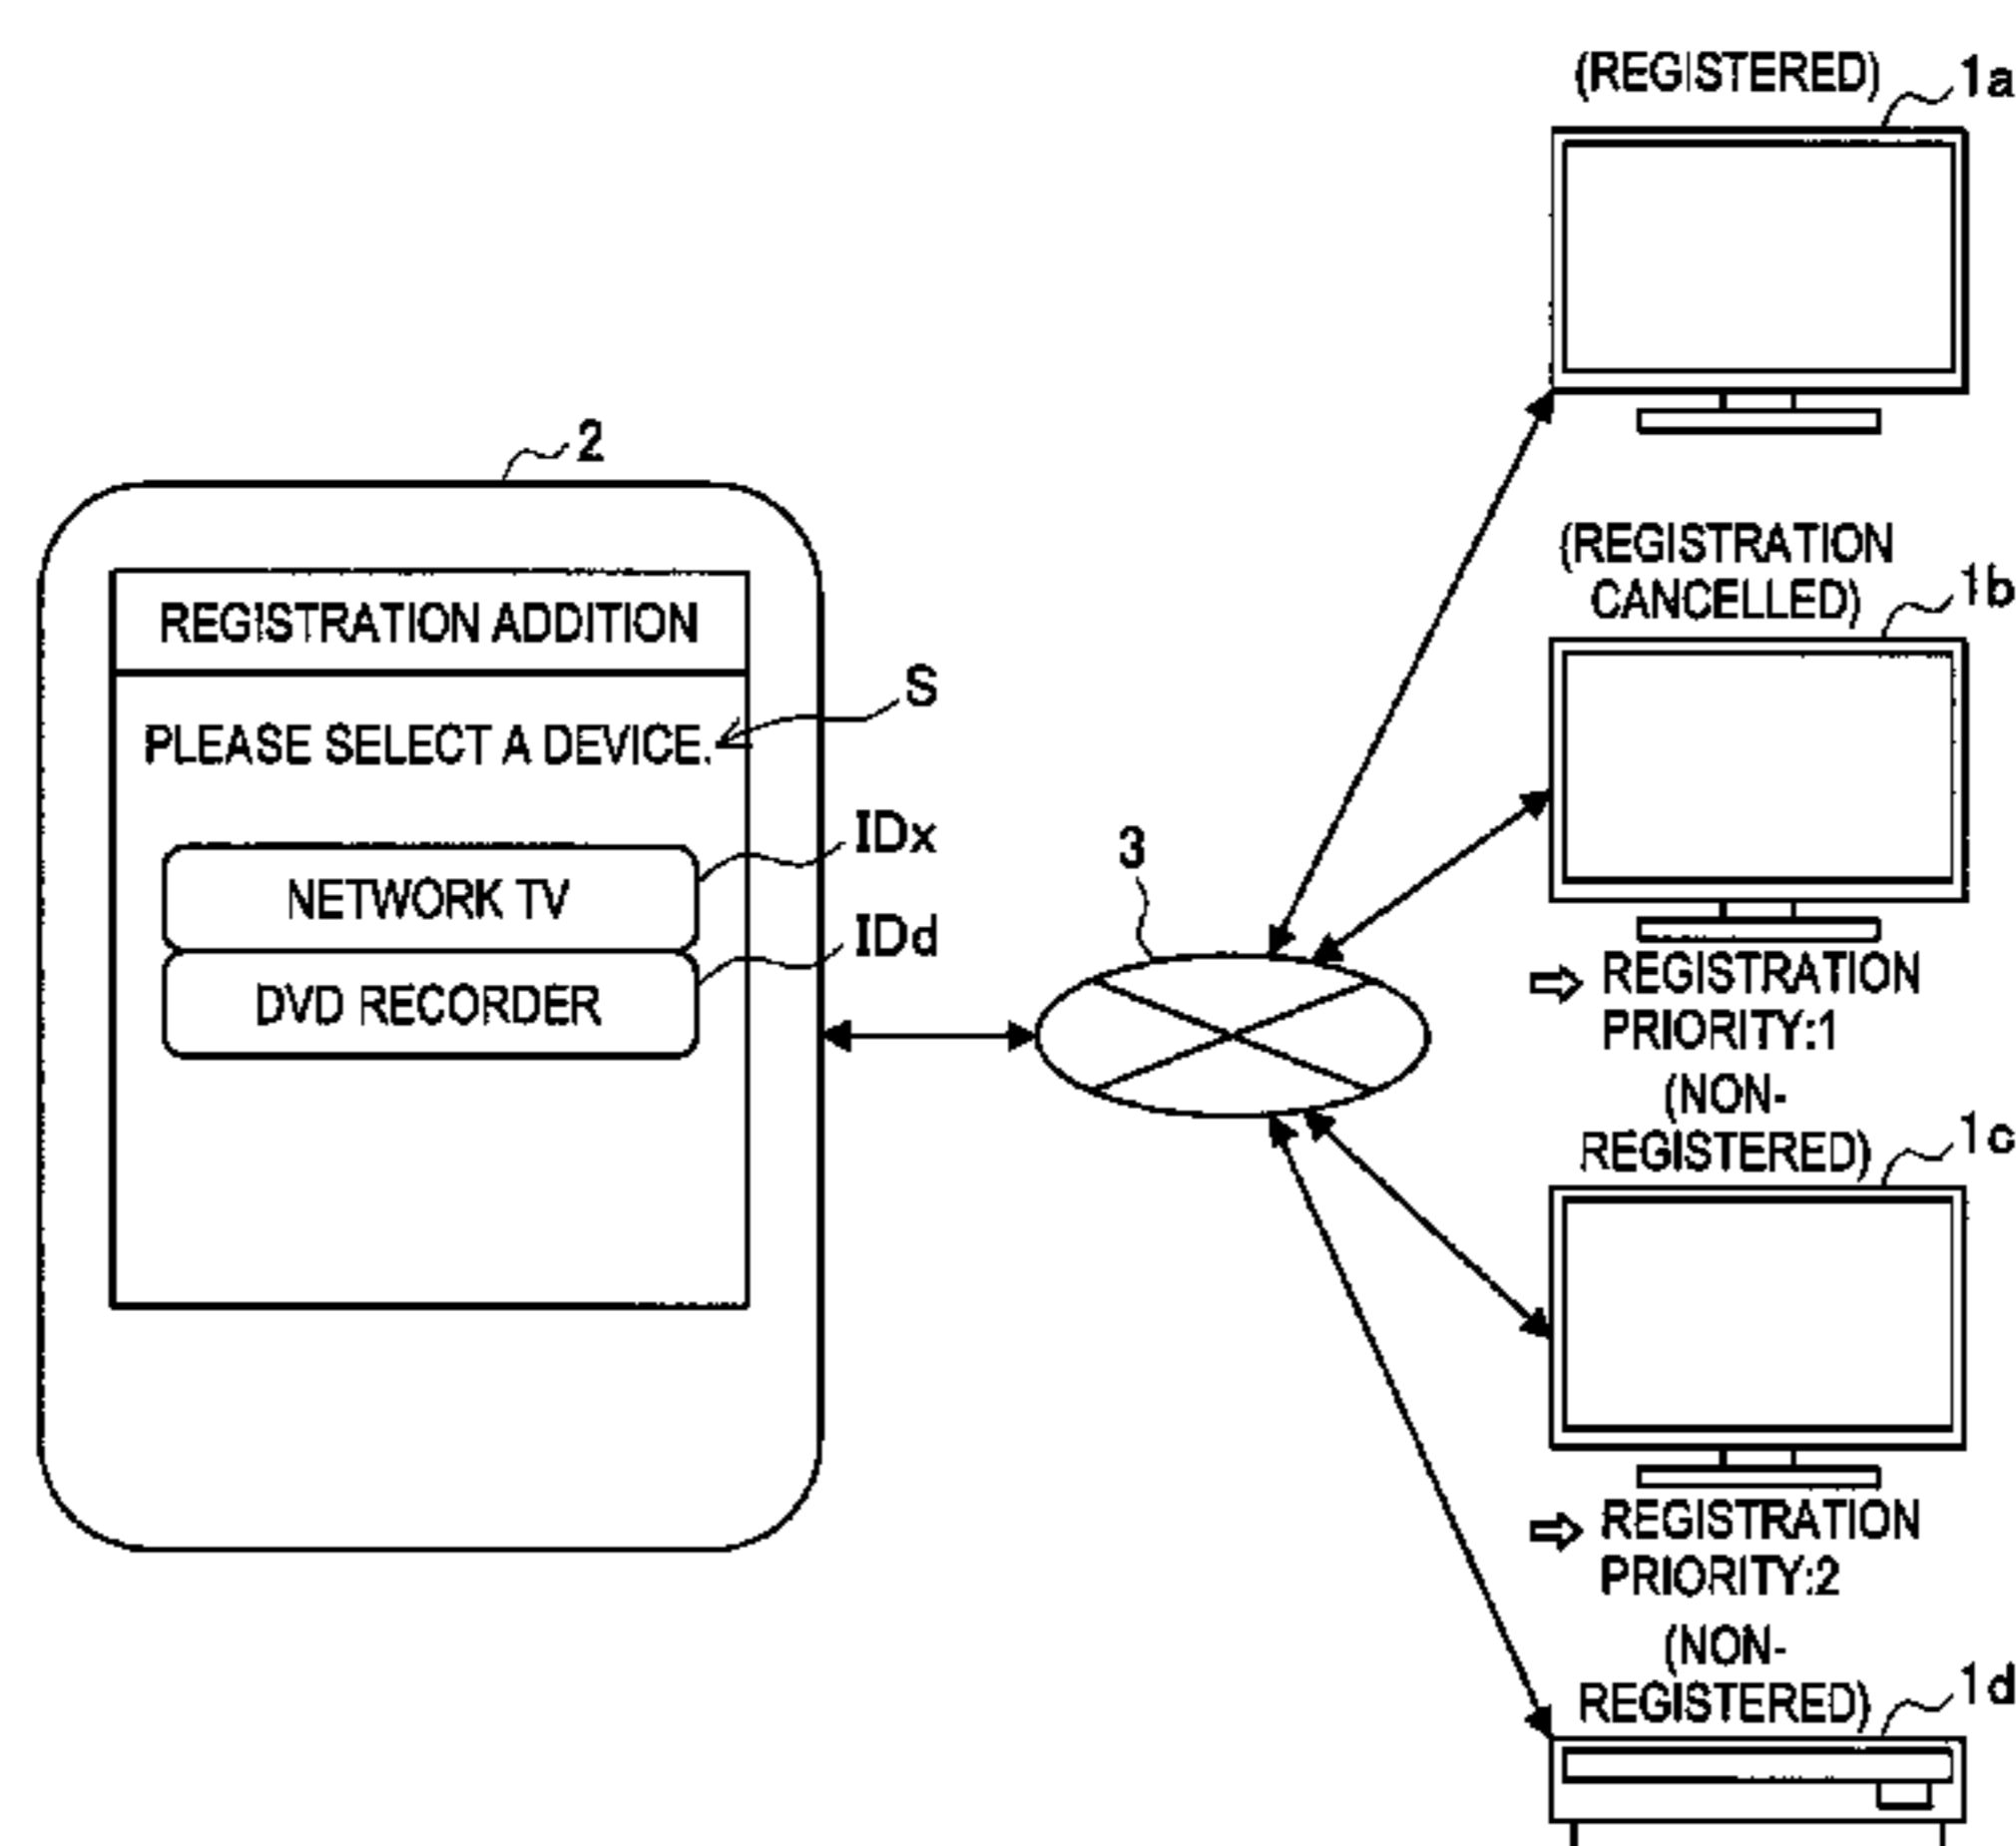 2
REGISTRATION ADDITION
PLEASE SELECT A DEVICE.
S
NETWORK TV
IDx
DVD RECORDER
IDd
3
(REGISTERED)
1a
(REGISTRATION
CANCELLED)
1b
⇨ REGISTRATION
PRIORITY:1
(NON-
REGISTERED)
1c
⇨ REGISTRATION
PRIORITY:2
(NON-
REGISTERED)
1d